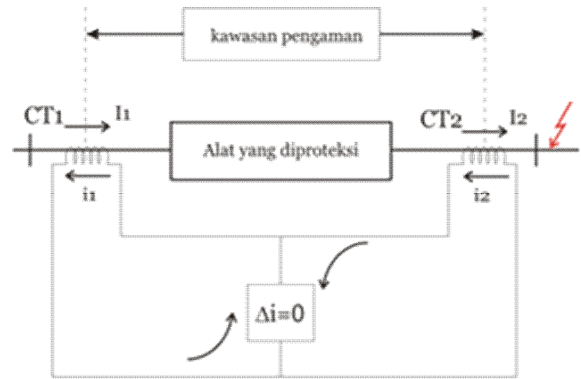 kawasan pengaman
CT1
I1
CT2
I2
Alat yang diproteksi
i1
i2
Δi=0